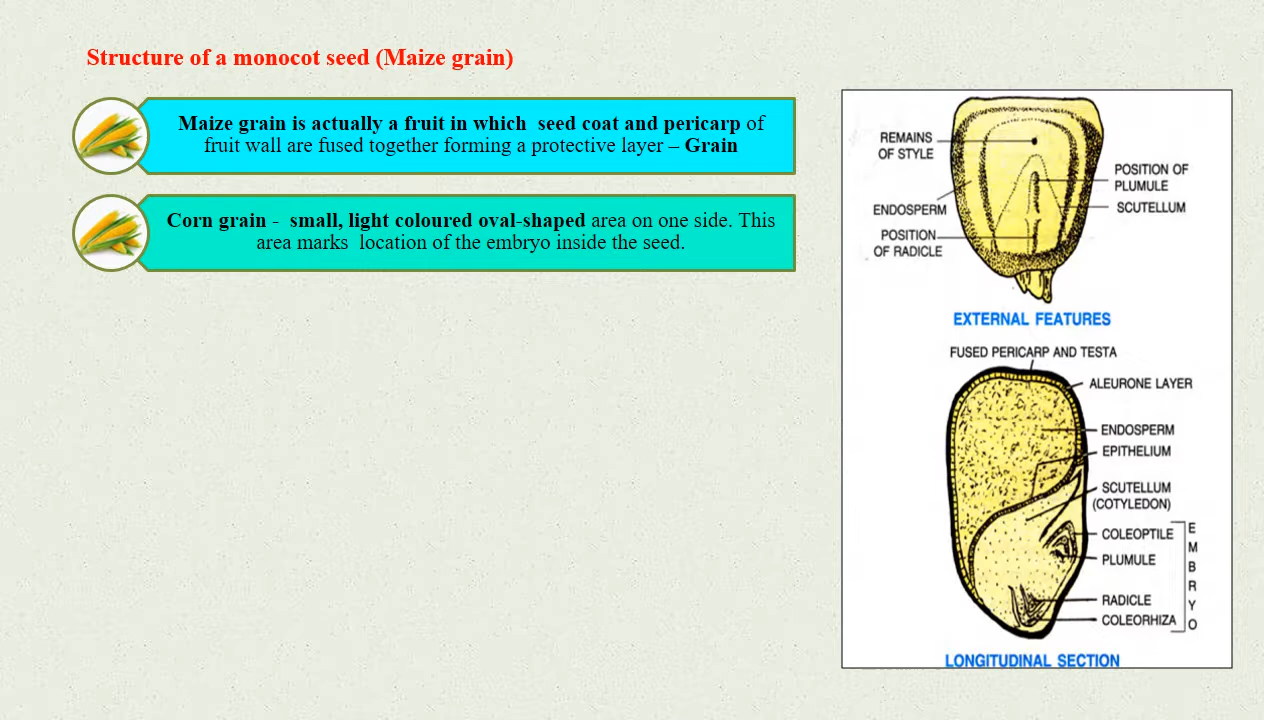 Structure of a monocot seed (Maize grain)
Maize grain is actually a fruit in which  seed coat and pericarp of
fruit wall are fused together forming a protective layer – Grain
Corn grain -  small, light coloured oval-shaped area on one side. This
area marks  location of the embryo inside the seed.
REMAINS
OF STYLE
POSITION OF
PLUMULE
ENDOSPERM
SCUTELLUM
POSITION
OF RADICLE
EXTERNAL FEATURES
FUSED PERICARP AND TESTA
ALEURONE LAYER
ENDOSPERM
EPITHELIUM
SCUTELLUM
(COTYLEDON)
COLEOPTILE
PLUMULE
RADICLE
COLEORHIZA
EMBRYO
LONGITUDINAL SECTION